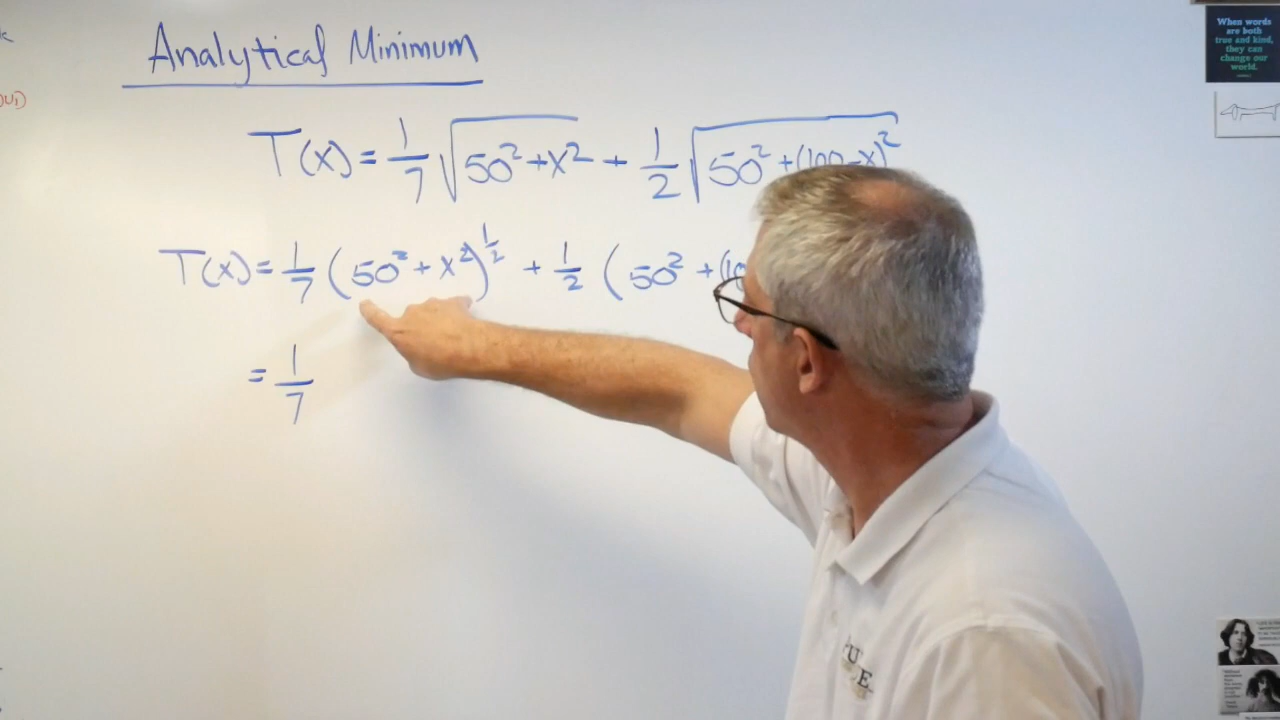 Analytical Minimum
T(x) = 1/7 √(50² + x²) + 1/2 √(50² + (100 - x)²)
T(x) = 1/7 (50² + x²)^(1/2) + 1/2 (50² + (10
= 1/7
When words
are both
true and kind,
they can
change our
world.